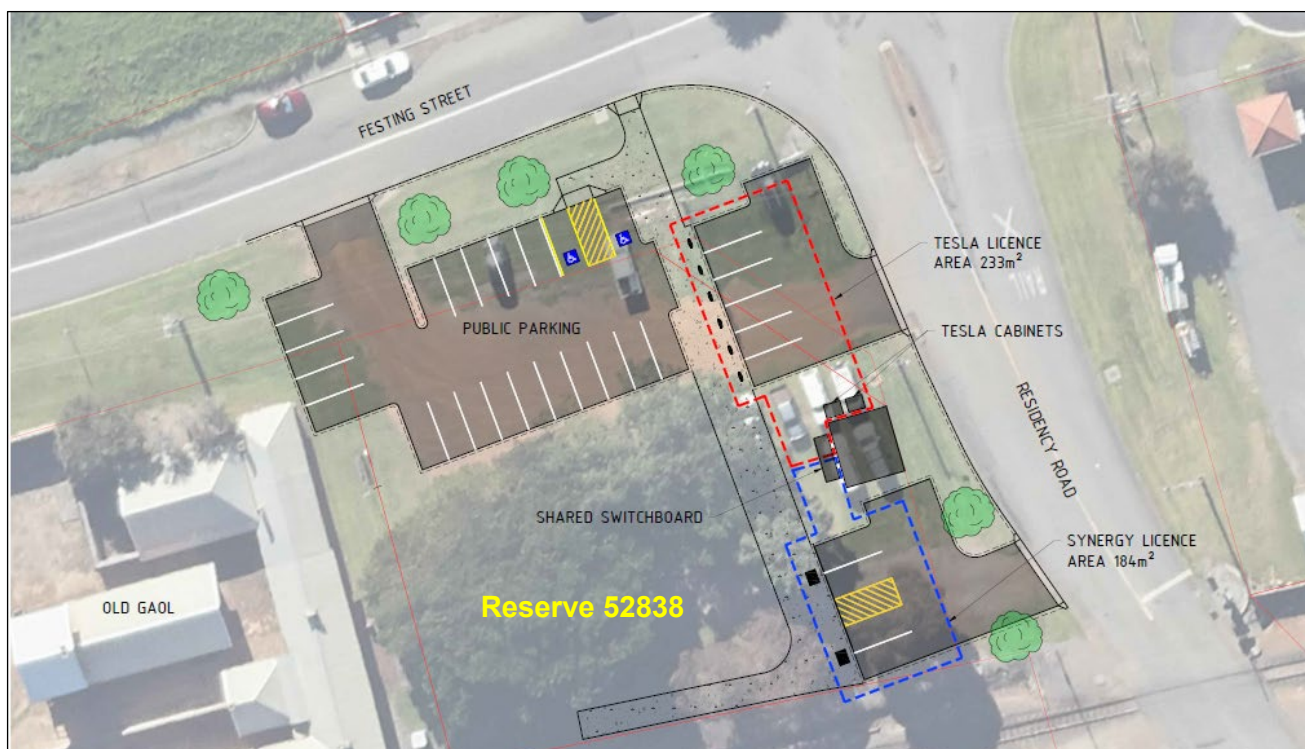 FESTING STREET
TESLA LICENCE
AREA 233m²
TESLA CABINETS
PUBLIC PARKING
RESIDENCY ROAD
SHARED SWITCHBOARD
SYNERGY LICENCE
AREA 184m²
Reserve 52838
OLD GAOL